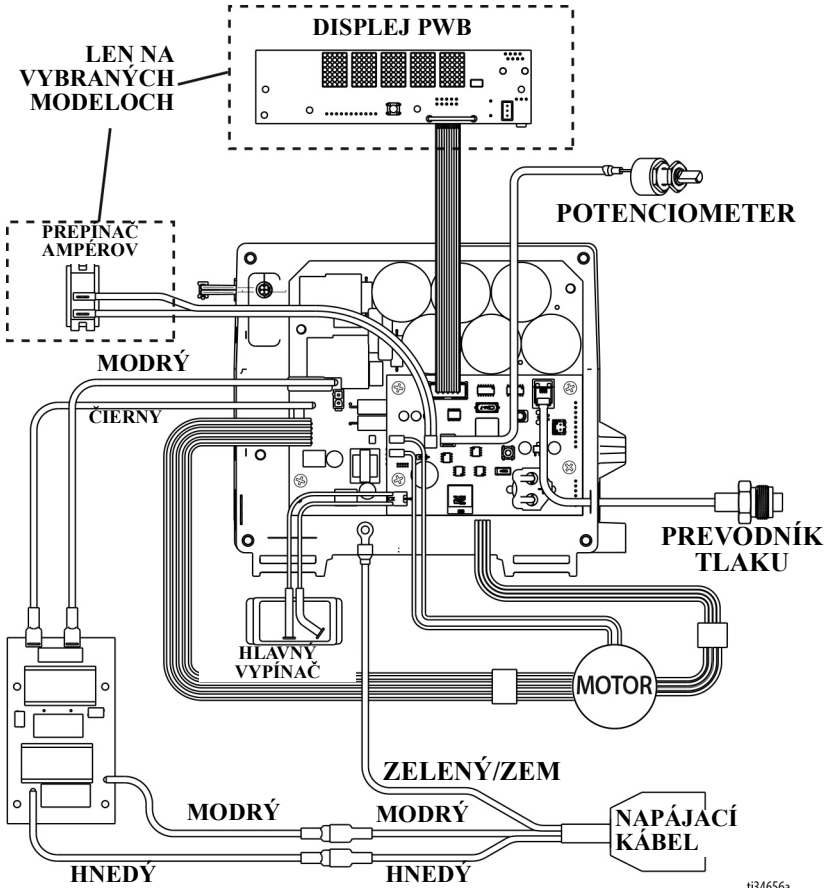 DISPLEJ PWB
LEN NA
VYBRANÝCH
MODELOCH
POTENCIOMETER
PREPÍNAČ
AMPÉROV
MODRÝ
ČIERNY
PREVODNÍK
TLAKU
HLAVNÝ
VYPÍNAČ
MOTOR
ZELENÝ/ZEM
MODRÝ
MODRÝ
NAPÁJACÍ
KÁBEL
HNEDÝ
HNEDÝ
ti34656a